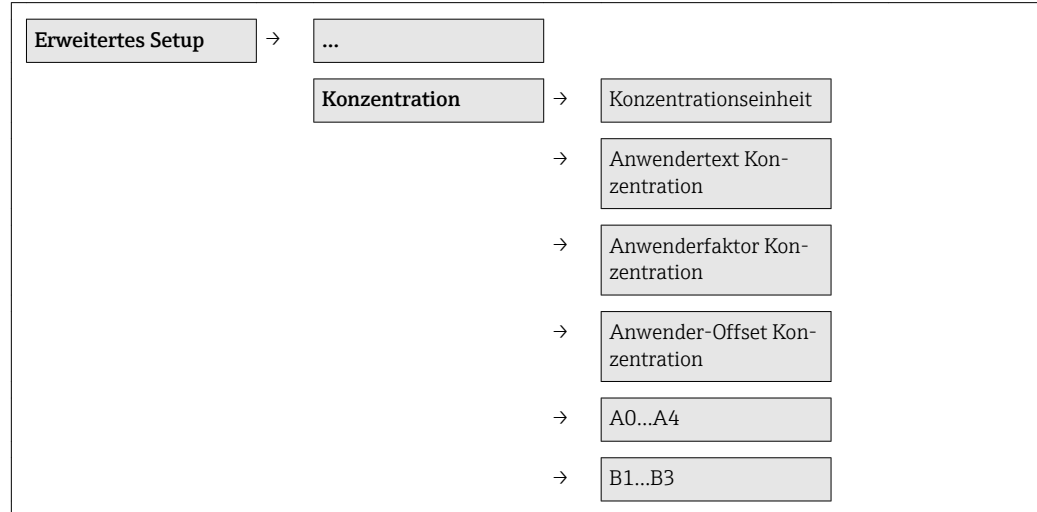 Erweitertes Setup → ...
Konzentration → Konzentrationseinheit
→ Anwendertext Kon-
zentration
→ Anwenderfaktor Kon-
zentration
→ Anwender-Offset Kon-
zentration
→ A0...A4
→ B1...B3